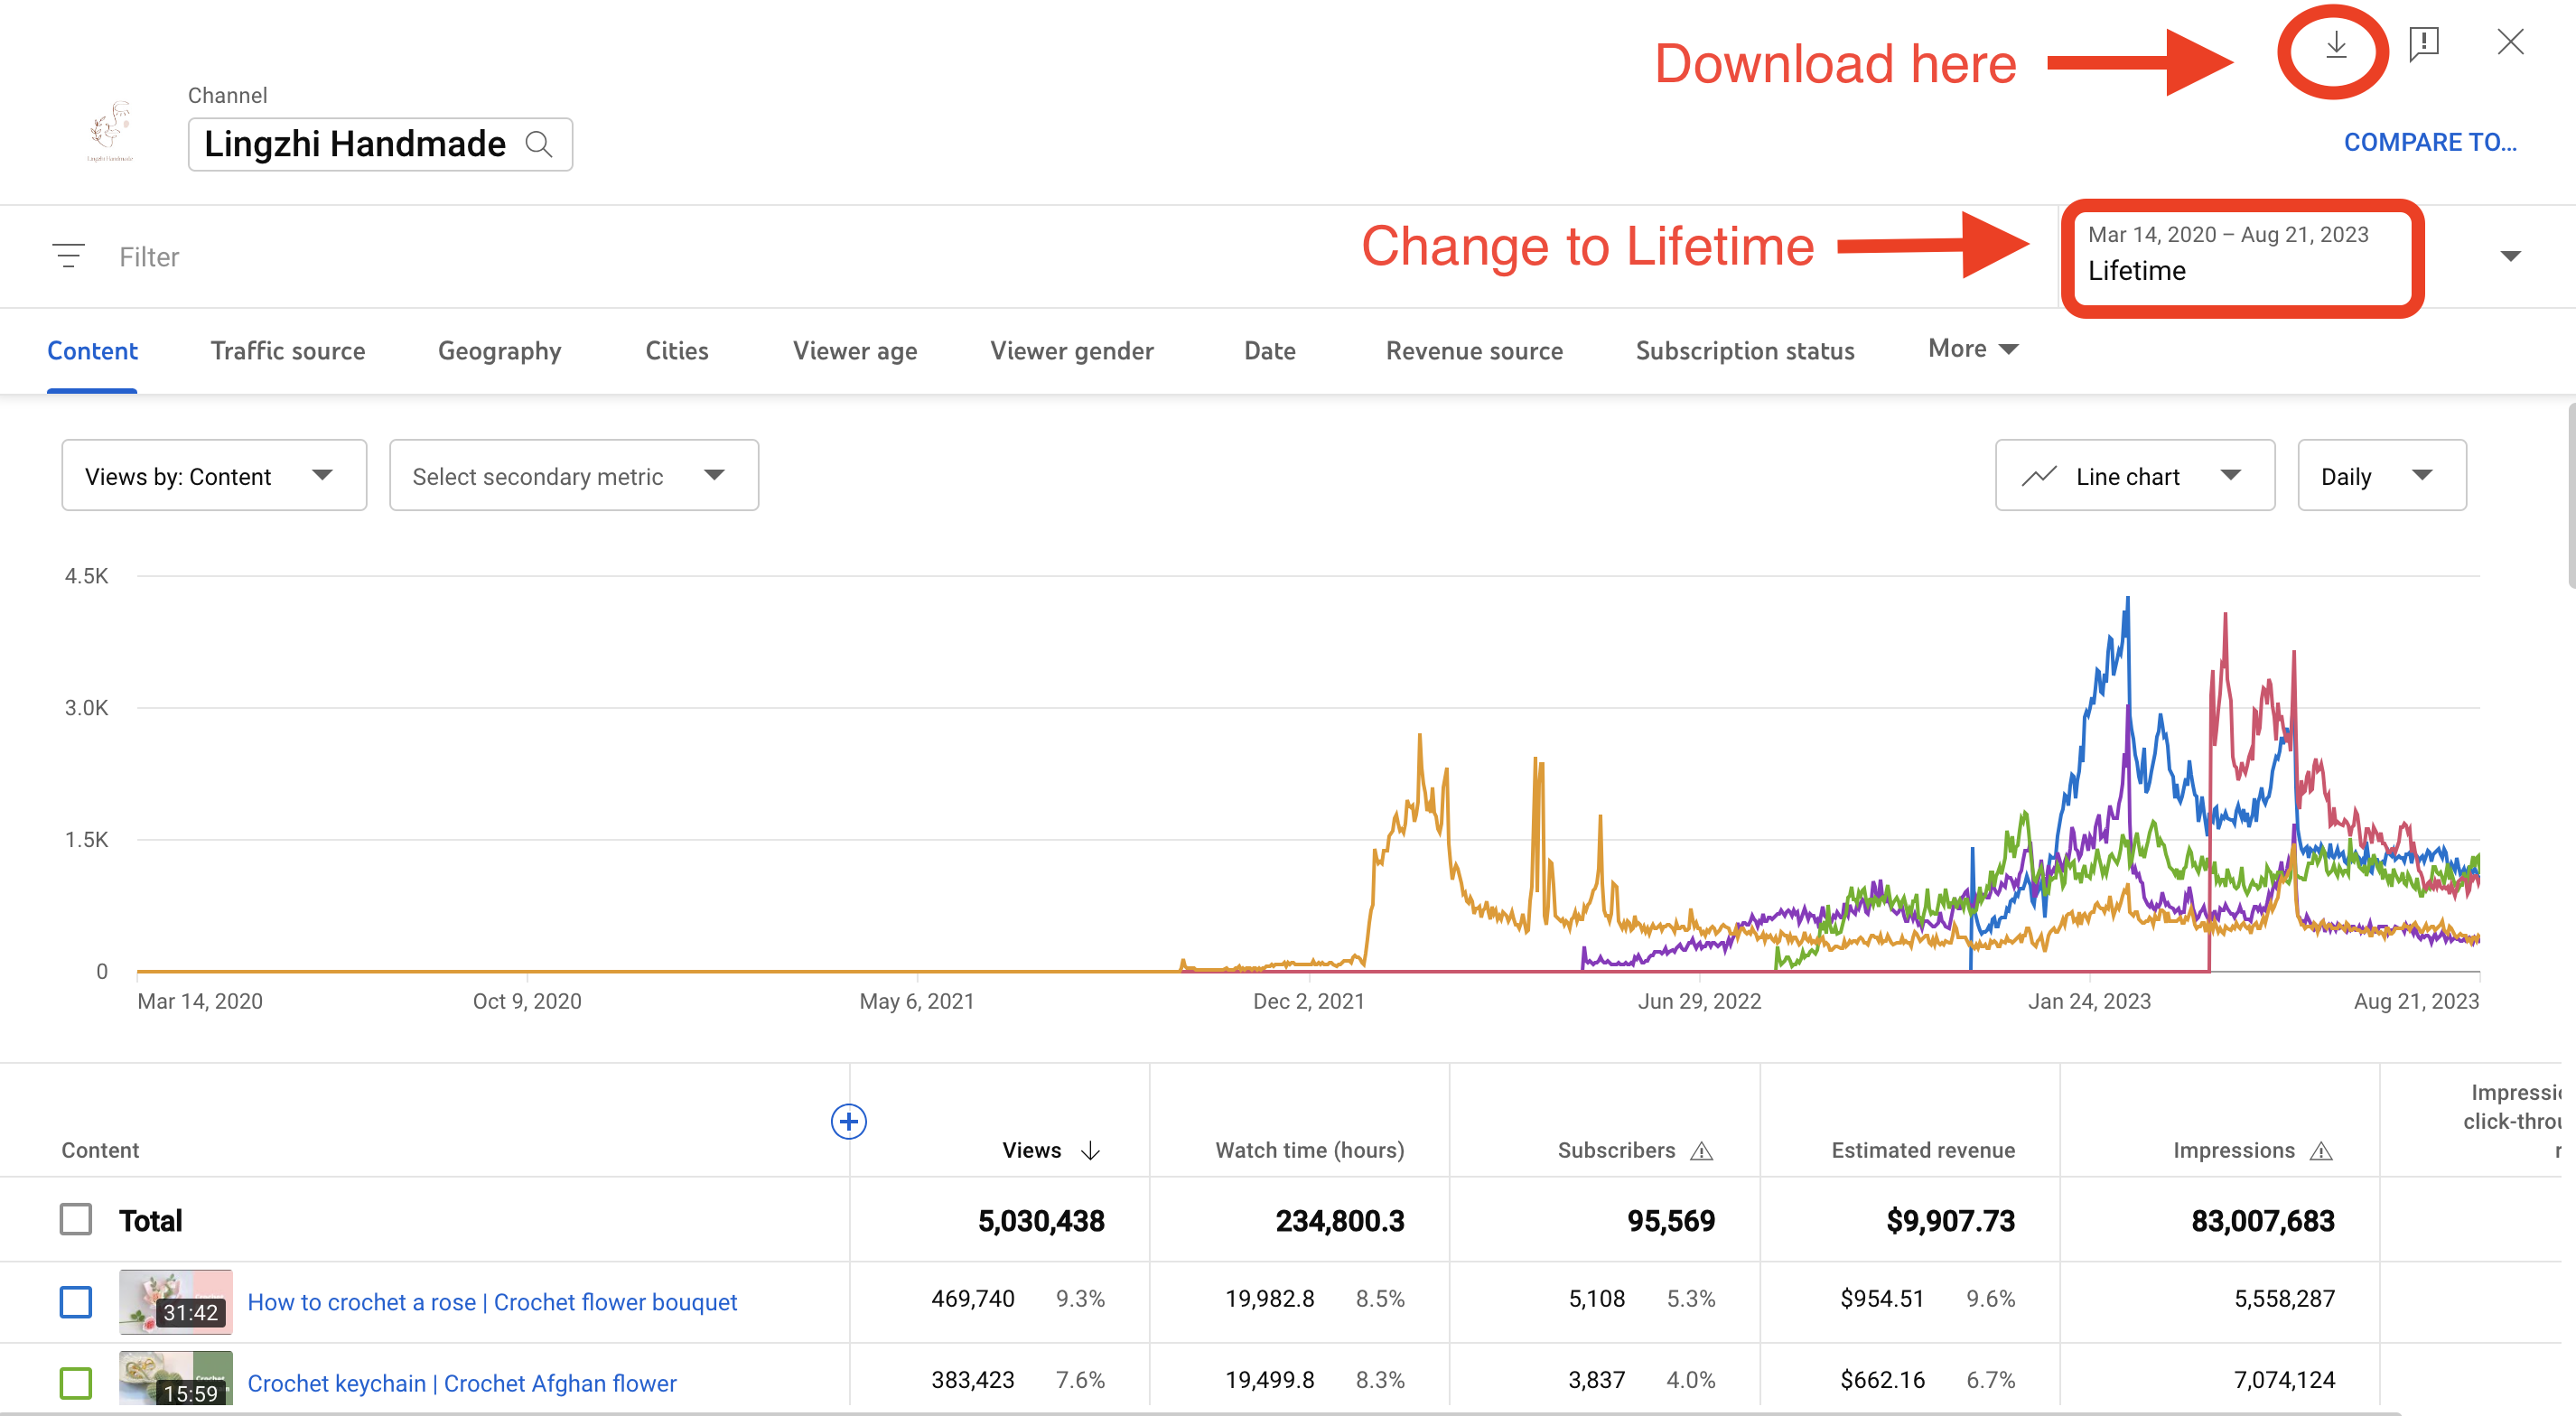 Download here
Channel
Lingzhi Handmade
Lingzhi Handmade
COMPARE TO...
Filter
Change to Lifetime
Mar 14, 2020 – Aug 21, 2023
Lifetime
Content
Traffic source
Geography
Cities
Viewer age
Viewer gender
Date
Revenue source
Subscription status
More
Views by: Content
Select secondary metric
Line chart
Daily
4.5K
3.0K
1.5K
0
Mar 14, 2020
Oct 9, 2020
May 6, 2021
Dec 2, 2021
Jun 29, 2022
Jan 24, 2023
Aug 21, 2023
Content
Views
Watch time (hours)
Subscribers
Estimated revenue
Impressions
Impressi
click-throu
r
Total
5,030,438
234,800.3
95,569
$9,907.73
83,007,683
31:42
How to crochet a rose | Crochet flower bouquet
469,740 9.3%
19,982.8 8.5%
5,108 5.3%
$954.51 9.6%
5,558,287
15:59
Crochet keychain | Crochet Afghan flower
383,423 7.6%
19,499.8 8.3%
3,837 4.0%
$662.16 6.7%
7,074,124